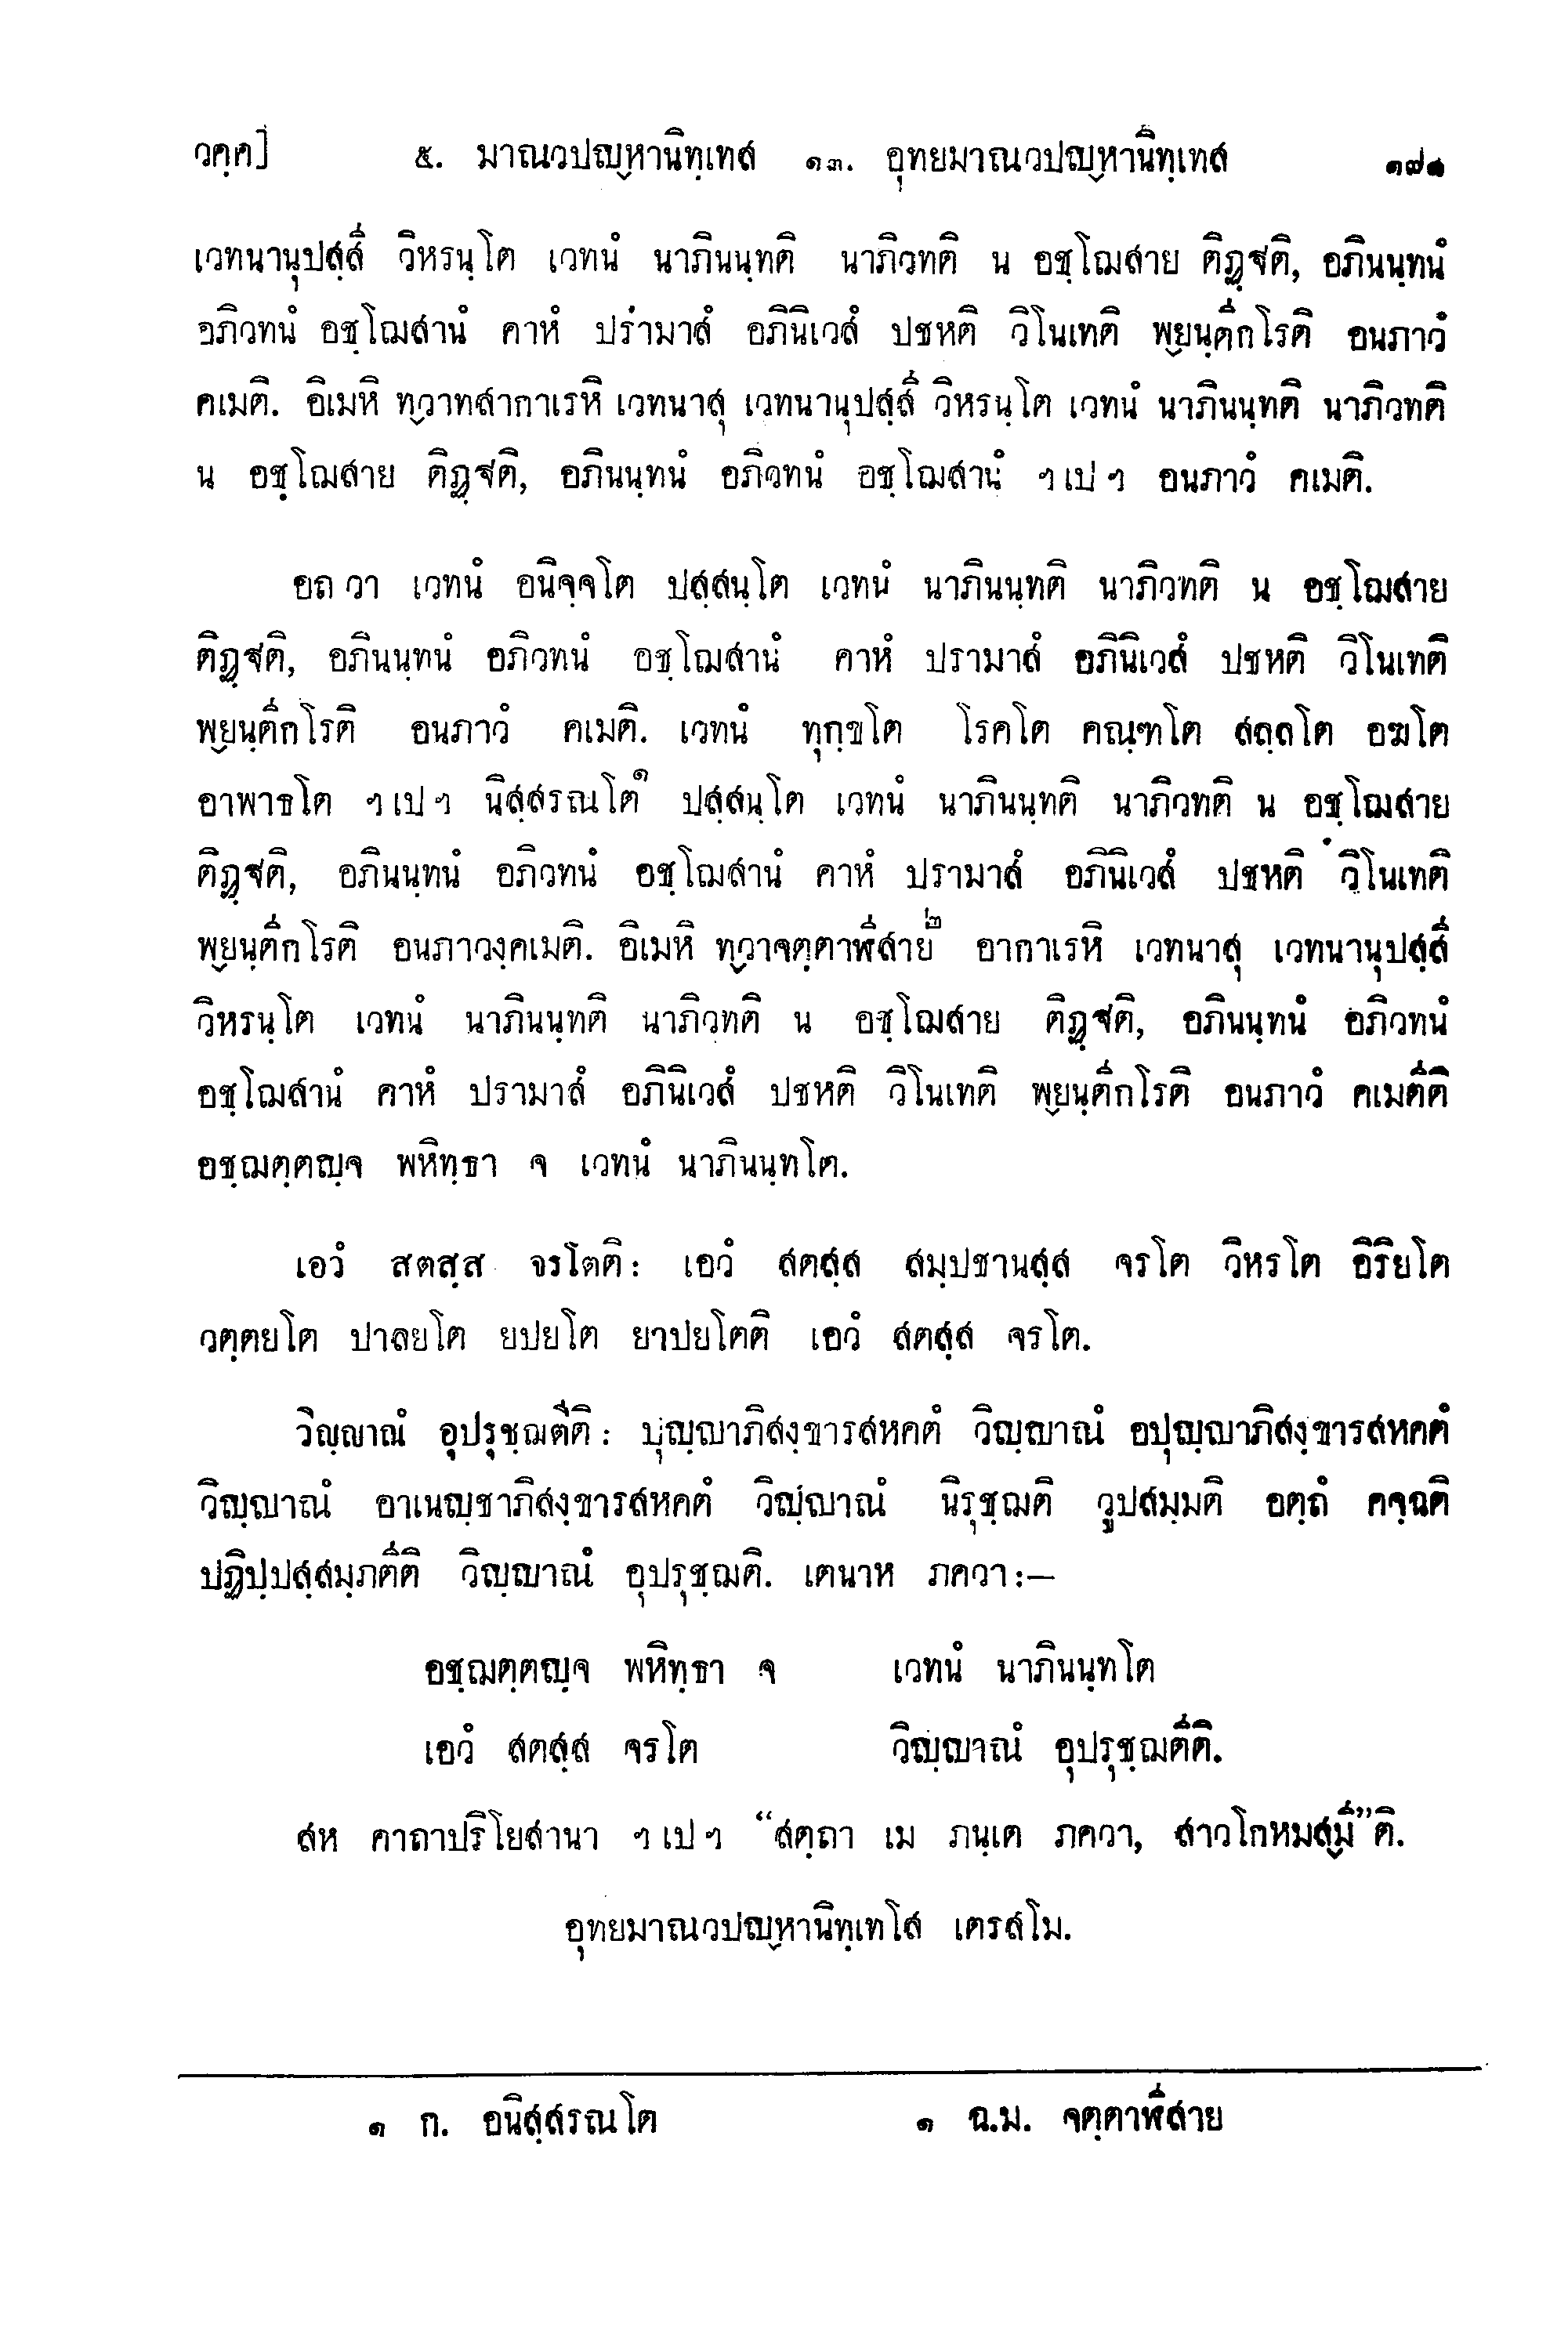 วคฺค] ๕. มาณวปญฺหานิทฺเทส ๑๓. อุทยมาณวปญฺหานิทฺเทส ๑๗๑
เวทนานุปสฺสี วิหรนฺโต เวทนํ นาภินนฺทติ นาภิวทติ น อชฺโฌสาย ติฏฺฐติ, อภินนฺทนํ
อภิวทนํ อชฺโฌสานํ คาหํ ปรามาสํ อภินิเวสํ ปชหติ วิโนเทติ พฺยนฺตีกโรติ อนภาวํ
คเมติ. อิเมหิ ทฺวาทสากาเรหิ เวทนาสุ เวทนานุปสฺสี วิหรนฺโต เวทนํ นาภินนฺทติ นาภิวทติ
น อชฺโฌสาย ติฏฺฐติ, อภินนฺทนํ อภิวทนํ อชฺโฌสานํ ฯเปฯ อนภาวํ คเมติ.
อถ วา เวทนํ อนิจฺจโต ปสฺสนฺโต เวทนํ นาภินนฺทติ นาภิวทติ น อชฺโฌสาย
ติฏฺฐติ, อภินนฺทนํ อภิวทนํ อชฺโฌสานํ คาหํ ปรามาสํ อภินิเวสํ ปชหติ วิโนเทติ
พฺยนฺตีกโรติ อนภาวํ คเมติ. เวทนํ ทุกฺขโต โรคโต คณฺฑโต สลฺลโต อฆโต
อาพาธโต ฯเปฯ นิสฺสรณโต๑ ปสฺสนฺโต เวทนํ นาภินนฺทติ นาภิวทติ น อชฺโฌสาย
ติฏฺฐติ, อภินนฺทนํ อภิวทนํ อชฺโฌสานํ คาหํ ปรามาสํ อภินิเวสํ ปชหติ วิโนเทติ
พฺยนฺตีกโรติ อนภาวงฺคเมติ. อิเมหิ ทฺวาจตฺตาฬีสาย๒ อากาเรหิ เวทนาสุ เวทนานุปสฺสี
วิหรนฺโต เวทนํ นาภินนฺทติ นาภิวทติ น อชฺโฌสาย ติฏฺฐติ, อภินนฺทนํ อภิวทนํ
อชฺโฌสานํ คาหํ ปรามาสํ อภินิเวสํ ปชหติ วิโนเทติ พฺยนฺตีกโรติ อนภาวํ คเมตีติ
อชฺฌตฺตญฺจ พหิทฺธา จ เวทนํ นาภินนฺทโต.
เอวํ สตสฺส จรโตติ: เอวํ สตสฺส สมฺปชานสฺส จรโต วิหรโต อิริยโต
วตฺตยโต ปาลยโต ยปยโต ยาปยโตติ เอวํ สตสฺส จรโต.
วิญฺญาณํ อุปรุชฺฌตีติ: ปุญฺญาภิสงฺขารสหคตํ วิญฺญาณํ อปุญฺญาภิสงฺขารสหคตํ
วิญฺญาณํ อาเนญฺชาภิสงฺขารสหคตํ วิญฺญาณํ นิรุชฺฌติ วูปสมฺมติ อตฺถํ คจฺฉติ
ปฏิปฺปสฺสมฺภตีติ วิญฺญาณํ อุปรุชฺฌติ. เตนาห ภควา:—
อชฺฌตฺตญฺจ พหิทฺธา จ เวทนํ นาภินนฺทโต
เอวํ สตสฺส จรโต วิญฺญาณํ อุปรุชฺฌตีติ.
สห คาถาปริโยสานา ฯเปฯ “สตฺถา เม ภนฺเต ภควา, สาวโกหมสฺมี”ติ.
อุทยมาณวปญฺหานิทฺเทโส เตรสโม.
๑ ก. อนิสฺสรณโต ๑ ฉ.ม. จตฺตาฬีสาย